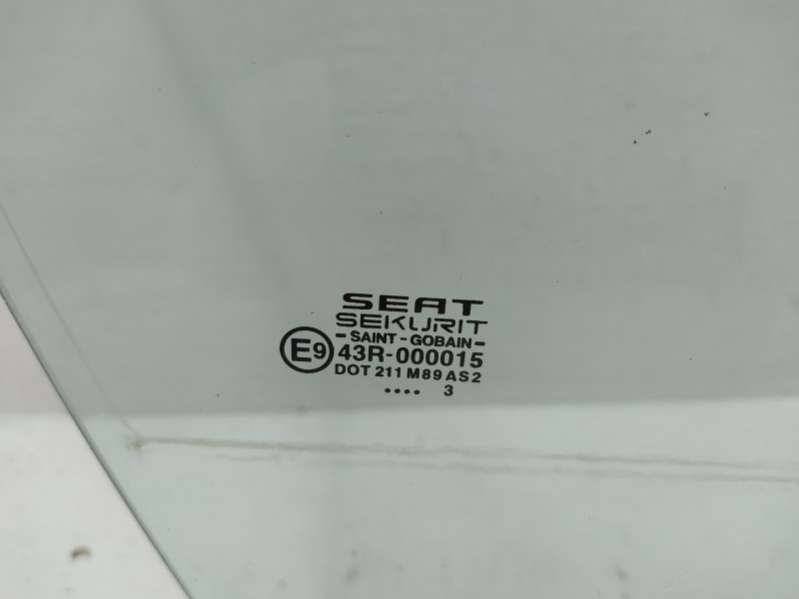 SEAT
SEKURIT
- SAINT - GOBAIN -
E9 43R-000015
DOT 211 M89 AS2
.... 3